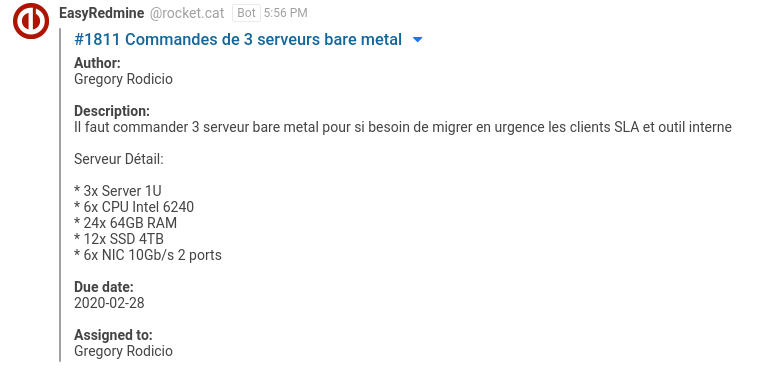 EasyRedmine @rocket.cat Bot 5:56 PM
#1811 Commandes de 3 serveurs bare metal
Author:
Gregory Rodicio
Description:
Il faut commander 3 serveur bare metal pour si besoin de migrer en urgence les clients SLA et outil interne
Serveur Détail:
* 3x Server 1U
* 6x CPU Intel 6240
* 24x 64GB RAM
* 12x SSD 4TB
* 6x NIC 10Gb/s 2 ports
Due date:
2020-02-28
Assigned to:
Gregory Rodicio